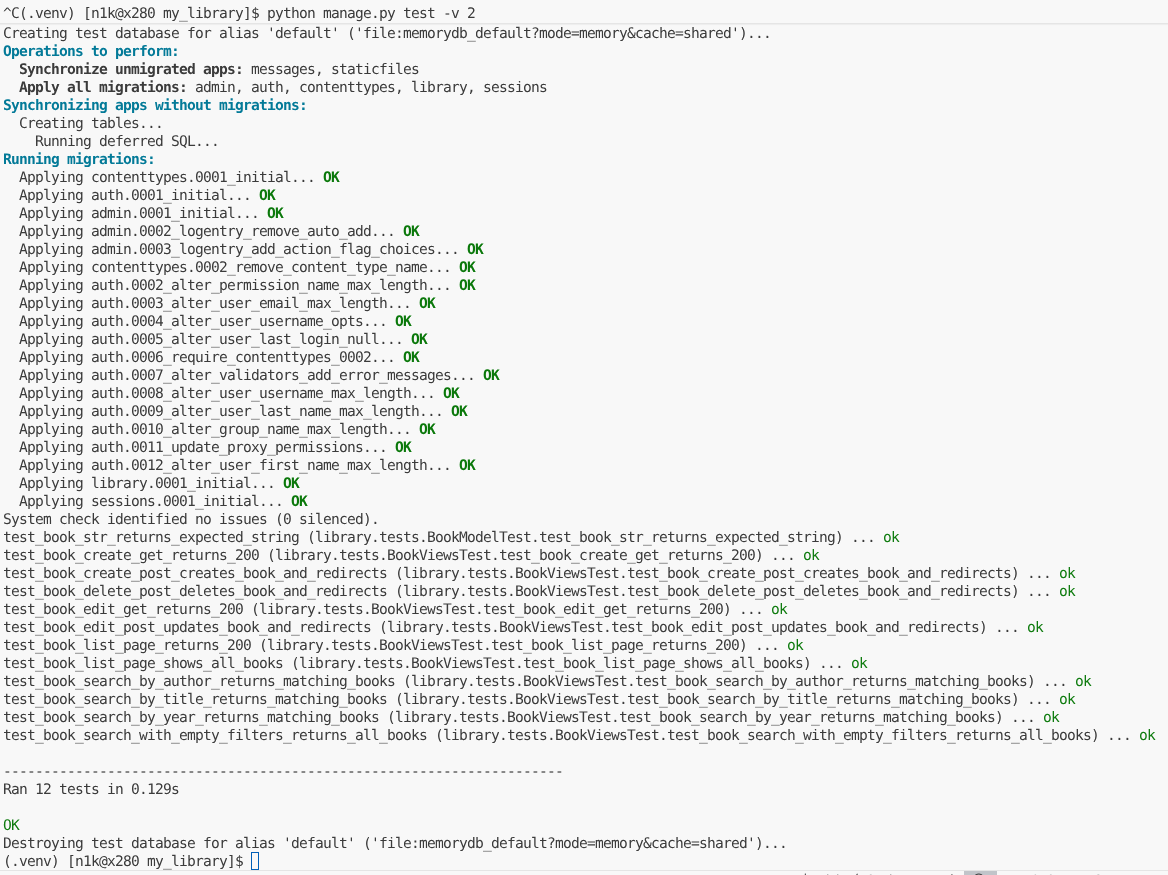 ^C(.venv) [n1k@x280 my_library]$ python manage.py test -v 2
Creating test database for alias 'default' ('file:memorydb_default?mode=memory&cache=shared')...
Operations to perform:
  Synchronize unmigrated apps: messages, staticfiles
  Apply all migrations: admin, auth, contenttypes, library, sessions
Synchronizing apps without migrations:
  Creating tables...
    Running deferred SQL...
Running migrations:
  Applying contenttypes.0001_initial... OK
  Applying auth.0001_initial... OK
  Applying admin.0001_initial... OK
  Applying admin.0002_logentry_remove_auto_add... OK
  Applying admin.0003_logentry_add_action_flag_choices... OK
  Applying contenttypes.0002_remove_content_type_name... OK
  Applying auth.0002_alter_permission_name_max_length... OK
  Applying auth.0003_alter_user_email_max_length... OK
  Applying auth.0004_alter_user_username_opts... OK
  Applying auth.0005_alter_user_last_login_null... OK
  Applying auth.0006_require_contenttypes_0002... OK
  Applying auth.0007_alter_validators_add_error_messages... OK
  Applying auth.0008_alter_user_username_max_length... OK
  Applying auth.0009_alter_user_last_name_max_length... OK
  Applying auth.0010_alter_group_name_max_length... OK
  Applying auth.0011_update_proxy_permissions... OK
  Applying auth.0012_alter_user_first_name_max_length... OK
  Applying library.0001_initial... OK
  Applying sessions.0001_initial... OK
System check identified no issues (0 silenced).
test_book_str_returns_expected_string (library.tests.BookModelTest.test_book_str_returns_expected_string) ... ok
test_book_create_get_returns_200 (library.tests.BookViewsTest.test_book_create_get_returns_200) ... ok
test_book_create_post_creates_book_and_redirects (library.tests.BookViewsTest.test_book_create_post_creates_book_and_redirects) ... ok
test_book_delete_post_deletes_book_and_redirects (library.tests.BookViewsTest.test_book_delete_post_deletes_book_and_redirects) ... ok
test_book_edit_get_returns_200 (library.tests.BookViewsTest.test_book_edit_get_returns_200) ... ok
test_book_edit_post_updates_book_and_redirects (library.tests.BookViewsTest.test_book_edit_post_updates_book_and_redirects) ... ok
test_book_list_page_returns_200 (library.tests.BookViewsTest.test_book_list_page_returns_200) ... ok
test_book_list_page_shows_all_books (library.tests.BookViewsTest.test_book_list_page_shows_all_books) ... ok
test_book_search_by_author_returns_matching_books (library.tests.BookViewsTest.test_book_search_by_author_returns_matching_books) ... ok
test_book_search_by_title_returns_matching_books (library.tests.BookViewsTest.test_book_search_by_title_returns_matching_books) ... ok
test_book_search_by_year_returns_matching_books (library.tests.BookViewsTest.test_book_search_by_year_returns_matching_books) ... ok
test_book_search_with_empty_filters_returns_all_books (library.tests.BookViewsTest.test_book_search_with_empty_filters_returns_all_books) ... ok
----------------------------------------------------------------------
Ran 12 tests in 0.129s
OK
Destroying test database for alias 'default' ('file:memorydb_default?mode=memory&cache=shared')...
(.venv) [n1k@x280 my_library]$